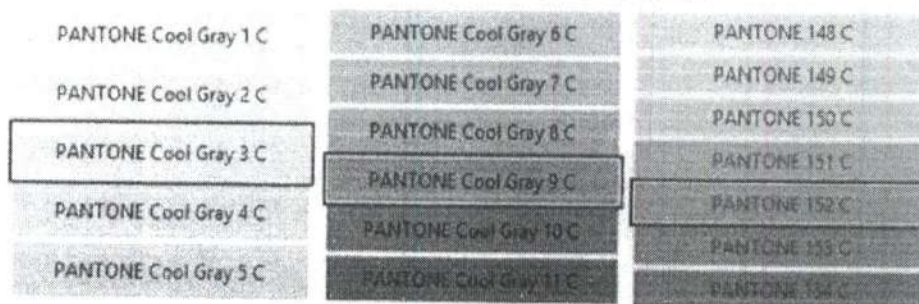 PANTONE Cool Gray 1 C
PANTONE Cool Gray 2 C
PANTONE Cool Gray 3 C
PANTONE Cool Gray 4 C
PANTONE Cool Gray 5 C
PANTONE Cool Gray 6 C
PANTONE Cool Gray 7 C
PANTONE Cool Gray 8 C
PANTONE Cool Gray 9 C
PANTONE Cool Gray 10 C
PANTONE Cool Gray 11 C
PANTONE 148 C
PANTONE 149 C
PANTONE 150 C
PANTONE 151 C
PANTONE 152 C
PANTONE 153 C
PANTONE 154 C